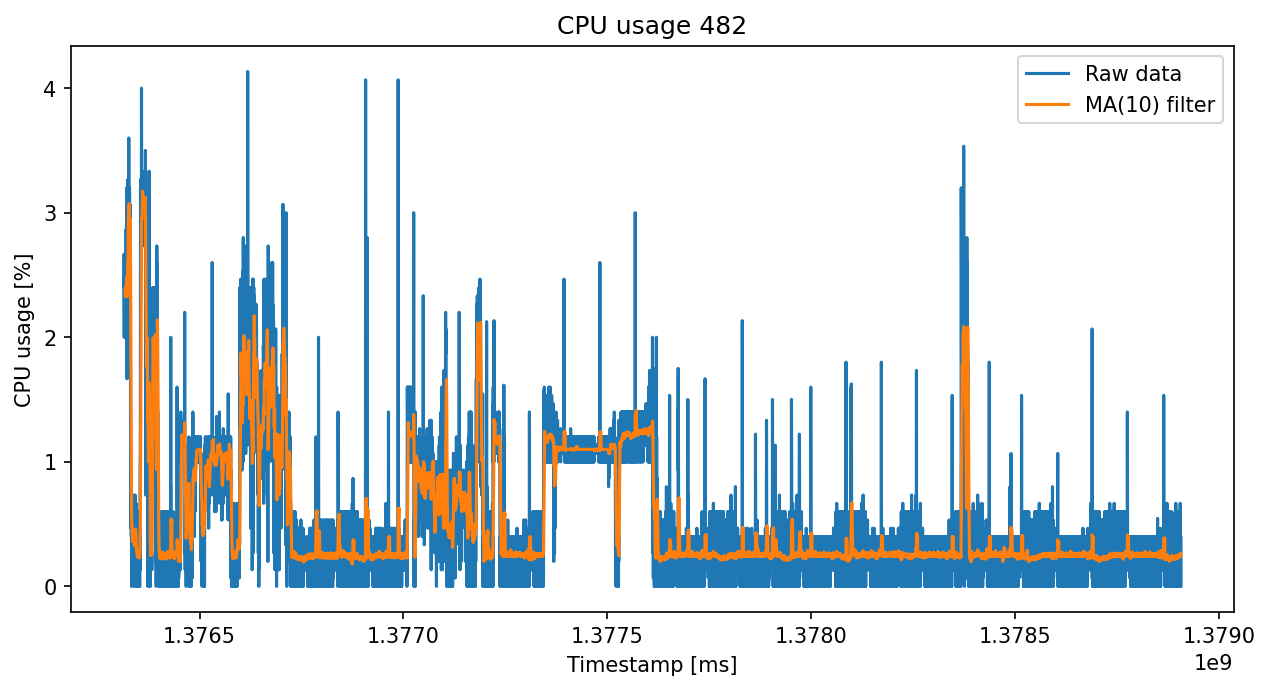 CPU usage 482
Raw data
MA(10) filter
CPU usage [%]
4
3
2
1
0
1.3765 1.3770 1.3775 1.3780 1.3785 1.3790
1e9
Timestamp [ms]